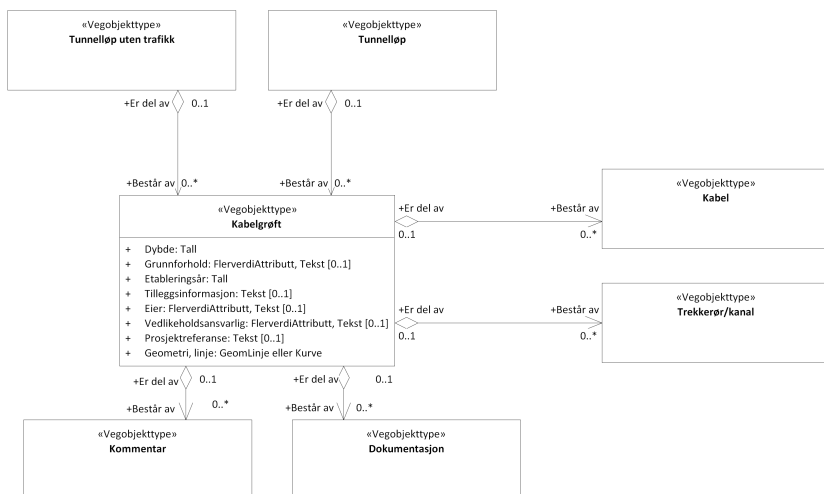 «Vegobjekttype»
Tunnelløp uten trafikk
«Vegobjekttype»
Tunnelløp
+Er del av 0..1
+Er del av 0..1
+Består av 0..*
+Består av 0..*
«Vegobjekttype»
Kabelgrøft
+ Dybde: Tall
+ Grunnforhold: FlerverdiAttributt, Tekst [0..1]
+ Etableringsår: Tall
+ Tilleggsinformasjon: Tekst [0..1]
+ Eier: FlerverdiAttributt, Tekst [0..1]
+ Vedlikeholdsansvarlig: FlerverdiAttributt, Tekst [0..1]
+ Prosjektreferanse: Tekst [0..1]
+ Geometri, linje: GeomLinje eller Kurve
+Er del av
0..1
+Består av
0..*
«Vegobjekttype»
Kabel
+Er del av
0..1
+Består av
0..*
«Vegobjekttype»
Trekkerør/kanal
+Er del av 0..1
+Er del av 0..1
+Består av 0..*
+Består av 0..*
«Vegobjekttype»
Kommentar
«Vegobjekttype»
Dokumentasjon